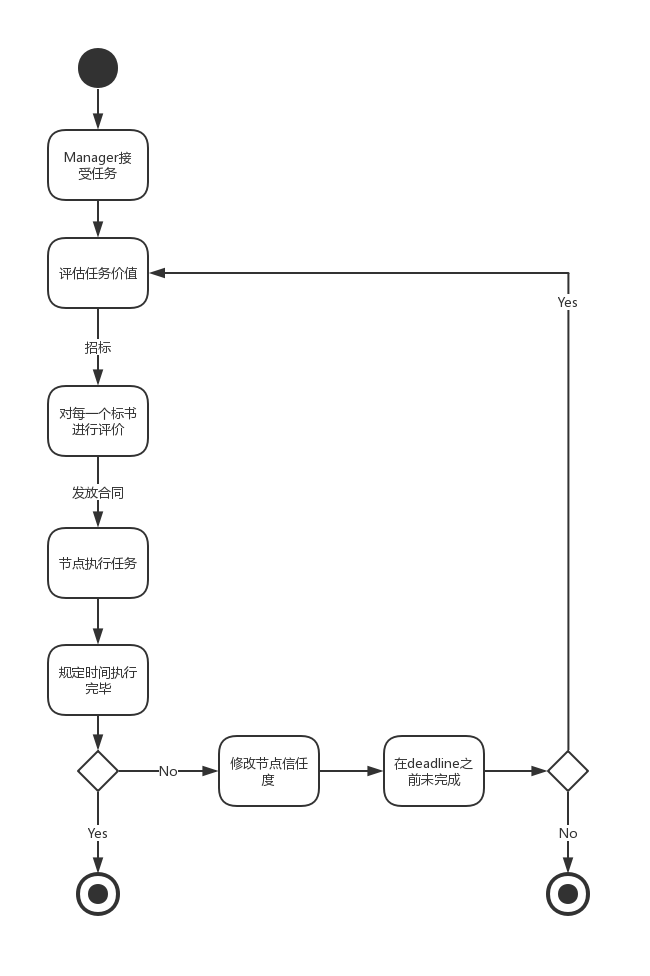 Manager接
受任务
评估任务价值
Yes
招标
对每一个标书
进行评价
发放合同
节点执行任务
规定时间执行
完毕
No
修改节点信任
度
在deadline之
前未完成
Yes
No